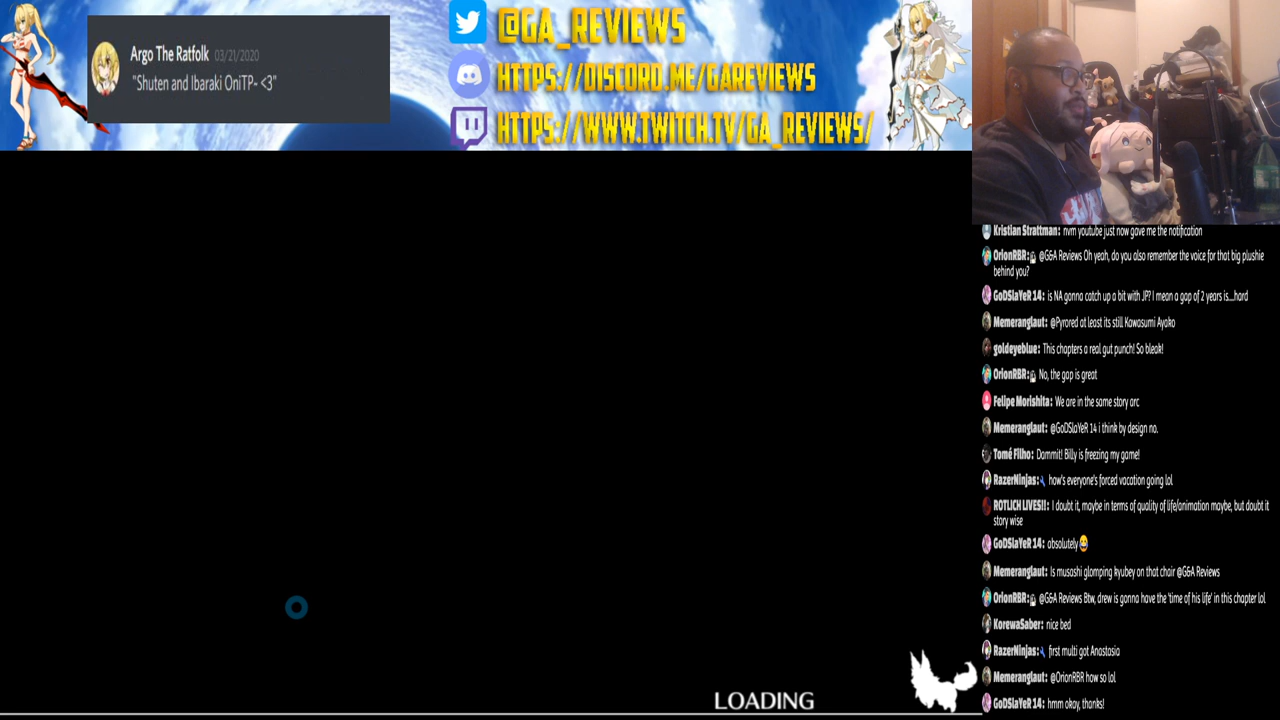 Argo The Ratfolk 03/21/2020
"Shuten and Ibaraki OniTP~ <3"
@GA_REVIEWS
HTTPS://DISCORD.ME/GAREVIEWS
HTTPS://WWW.TWITCH.TV/GA_REVIEWS/
Kristian Strattman: nvm youtube just now gave me the notification
OrionRBR: @G&A Reviews Oh yeah, do you also remember the voice for that big plushie
behind you?
GoDSlaYeR 14: is NA gonna catch up a bit with JP? I mean a gap of 2 years is...hard
Memeranglaut: @Pyrored at least its still Kawasumi Ayako
goldeyeblue: This chapters a real gut punch! So bleak!
OrionRBR: No, the gap is great
Felipe Morishita: We are in the same story arc
Memeranglaut: @GoDSlaYeR 14 i think by design no.
Tomé Filho: Dammit! Billy is freezing my game!
RazerNinjas: how's everyone's forced vacation going lol
ROTLICH LIVES!!: I doubt it, maybe in terms of quality of life/animation maybe, but doubt it
story wise
GoDSlaYeR 14: absolutely😂
Memeranglaut: Is musashi glomping kyubey on that chair @G&A Reviews
OrionRBR: @G&A Reviews Btw, drew is gonna have the 'time of his life' in this chapter lol
KorewaSaber: nice bed
RazerNinjas: first multi got Anastasia
Memeranglaut: @OrionRBR how so lol
GoDSlaYeR 14: hmm okay, thanks!
LOADING